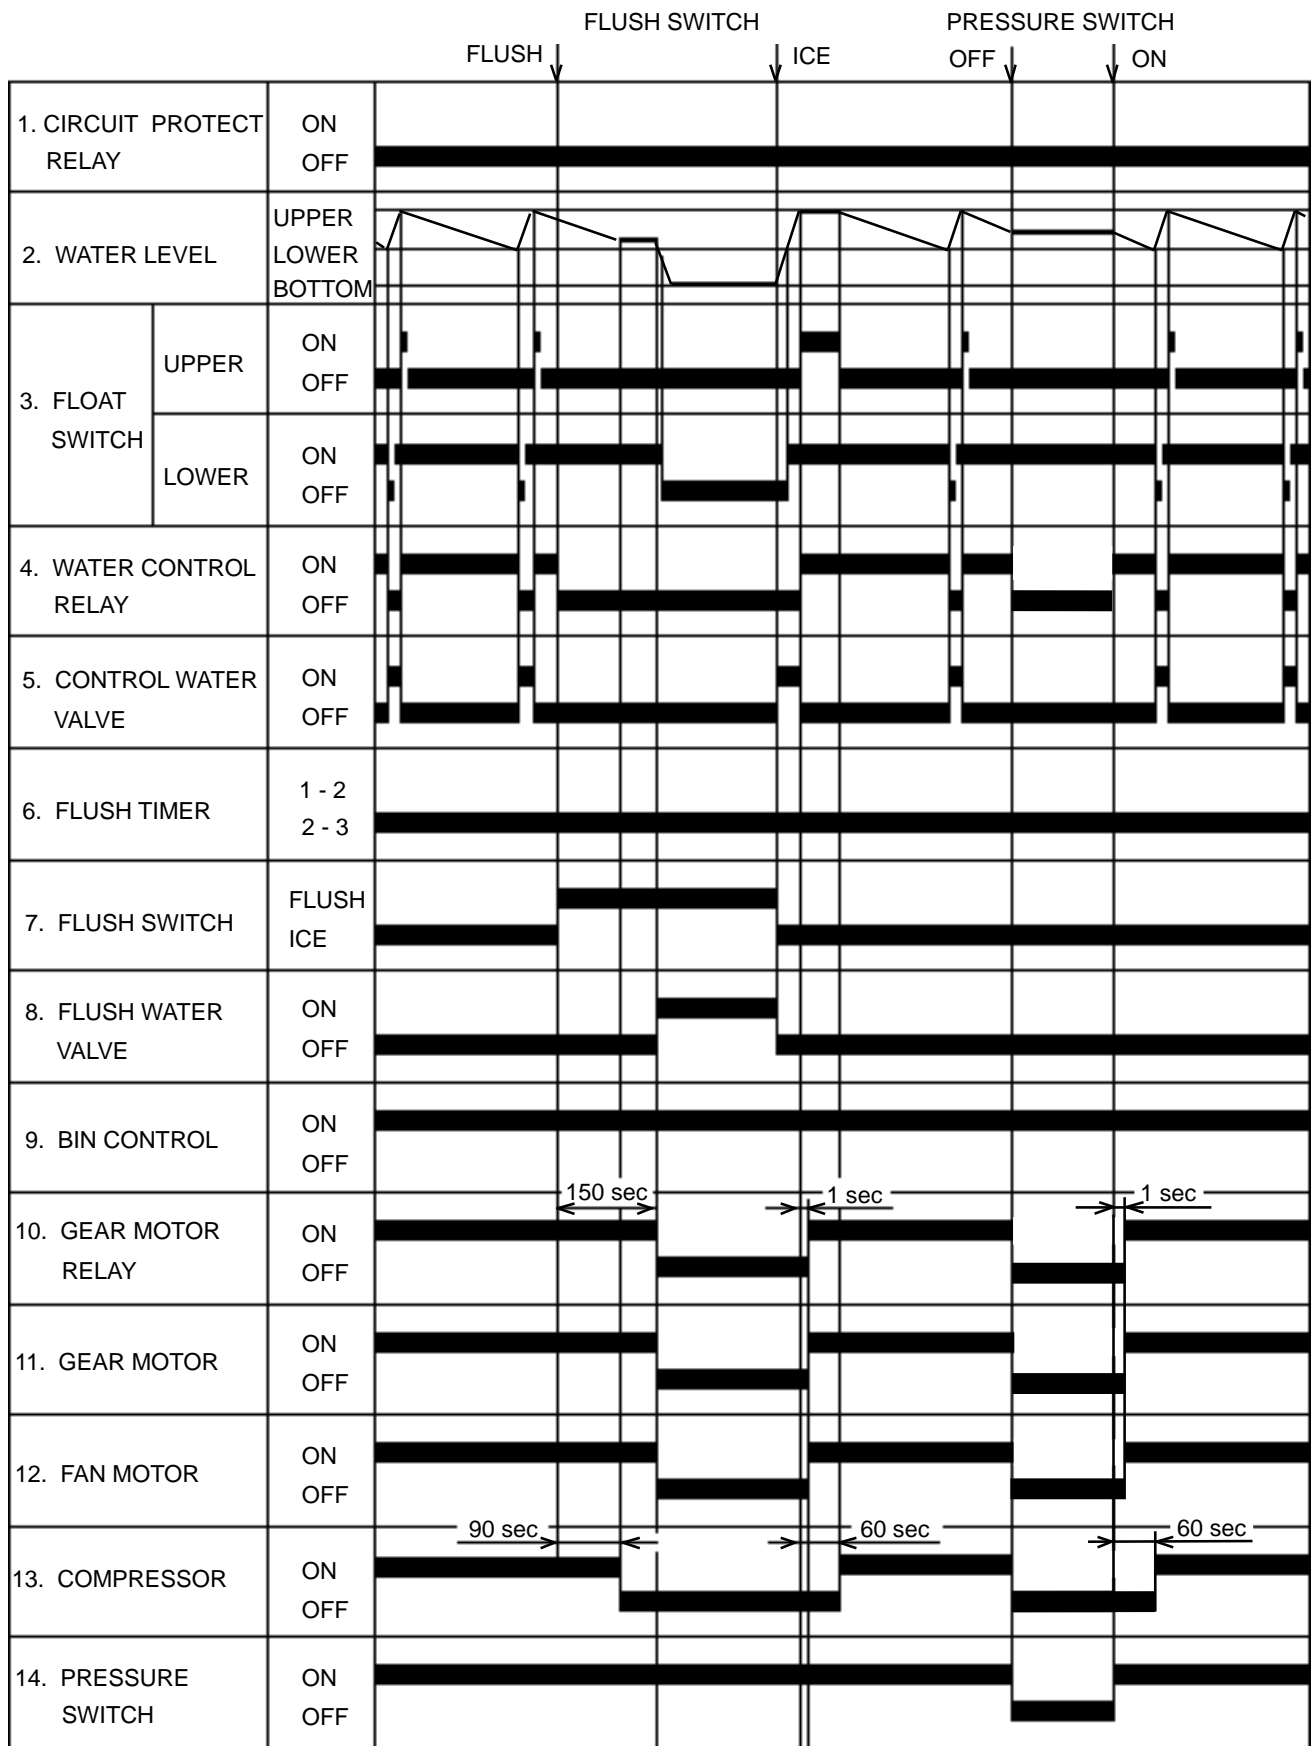 FLUSH SWITCH PRESSURE SWITCH
FLUSH ICE OFF ON
1. CIRCUIT PROTECT ON
RELAY OFF
UPPER
2. WATER LEVEL LOWER
BOTTOM
3. FLOAT
SWITCH
UPPER
ON
OFF
LOWER
ON
OFF
4. WATER CONTROL ON
RELAY OFF
5. CONTROL WATER ON
VALVE OFF
6. FLUSH TIMER
1 - 2
2 - 3
7. FLUSH SWITCH
FLUSH
ICE
8. FLUSH WATER ON
VALVE OFF
9. BIN CONTROL
ON
OFF
150 sec 1 sec 1 sec
10. GEAR MOTOR ON
RELAY OFF
11. GEAR MOTOR
ON
OFF
12. FAN MOTOR
ON
OFF
90 sec 60 sec 60 sec
13. COMPRESSOR
ON
OFF
14. PRESSURE ON
SWITCH OFF